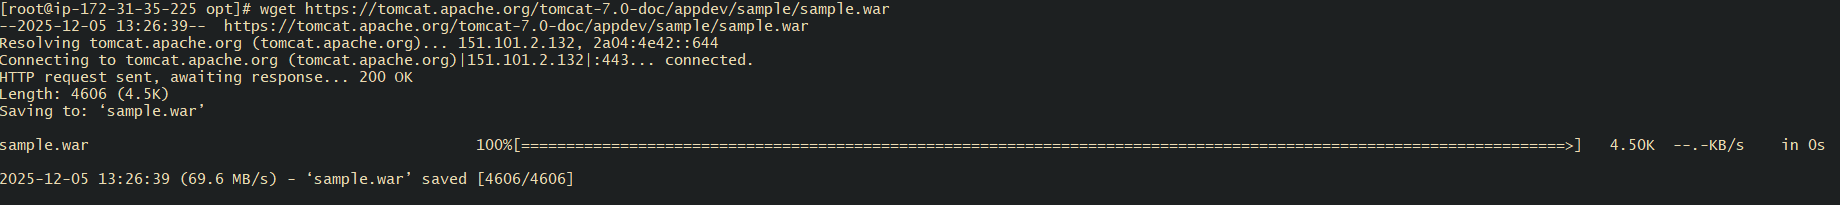 [root@ip-172-31-35-225 opt]# wget https://tomcat.apache.org/tomcat-7.0-doc/appdev/sample/sample.war
--2025-12-05 13:26:39--  https://tomcat.apache.org/tomcat-7.0-doc/appdev/sample/sample.war
Resolving tomcat.apache.org (tomcat.apache.org)... 151.101.2.132, 2a04:4e42::644
Connecting to tomcat.apache.org (tomcat.apache.org)|151.101.2.132|:443... connected.
HTTP request sent, awaiting response... 200 OK
Length: 4606 (4.5K)
Saving to: ‘sample.war’
sample.war 100%[=====================================================================================================================>] 4.50K --.-KB/s in 0s
2025-12-05 13:26:39 (69.6 MB/s) - ‘sample.war’ saved [4606/4606]